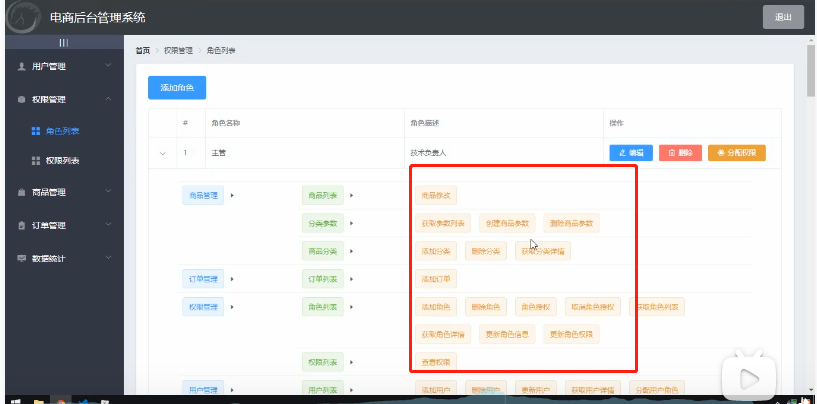 电商后台管理系统 退出
首页 > 权限管理 > 角色列表
用户管理
权限管理
角色列表
权限列表
商品管理
订单管理
数据统计
添加角色
# 角色名称 角色描述 操作
1 主管 技术负责人 编辑 删除 分配权限
商品管理 商品列表 商品修改
分类参数 获取参数列表 创建商品参数 删除商品参数
商品分类 添加分类 删除分类 获取分类详情
订单管理 订单列表 添加订单
权限管理 角色列表 添加角色 删除角色 角色授权 取消角色授权 获取角色列表
获取角色详情 更新角色信息 更新角色权限
权限列表 查看权限
用户管理 用户列表 添加用户 删除用户 更新用户 获取用户详情 分配用户角色